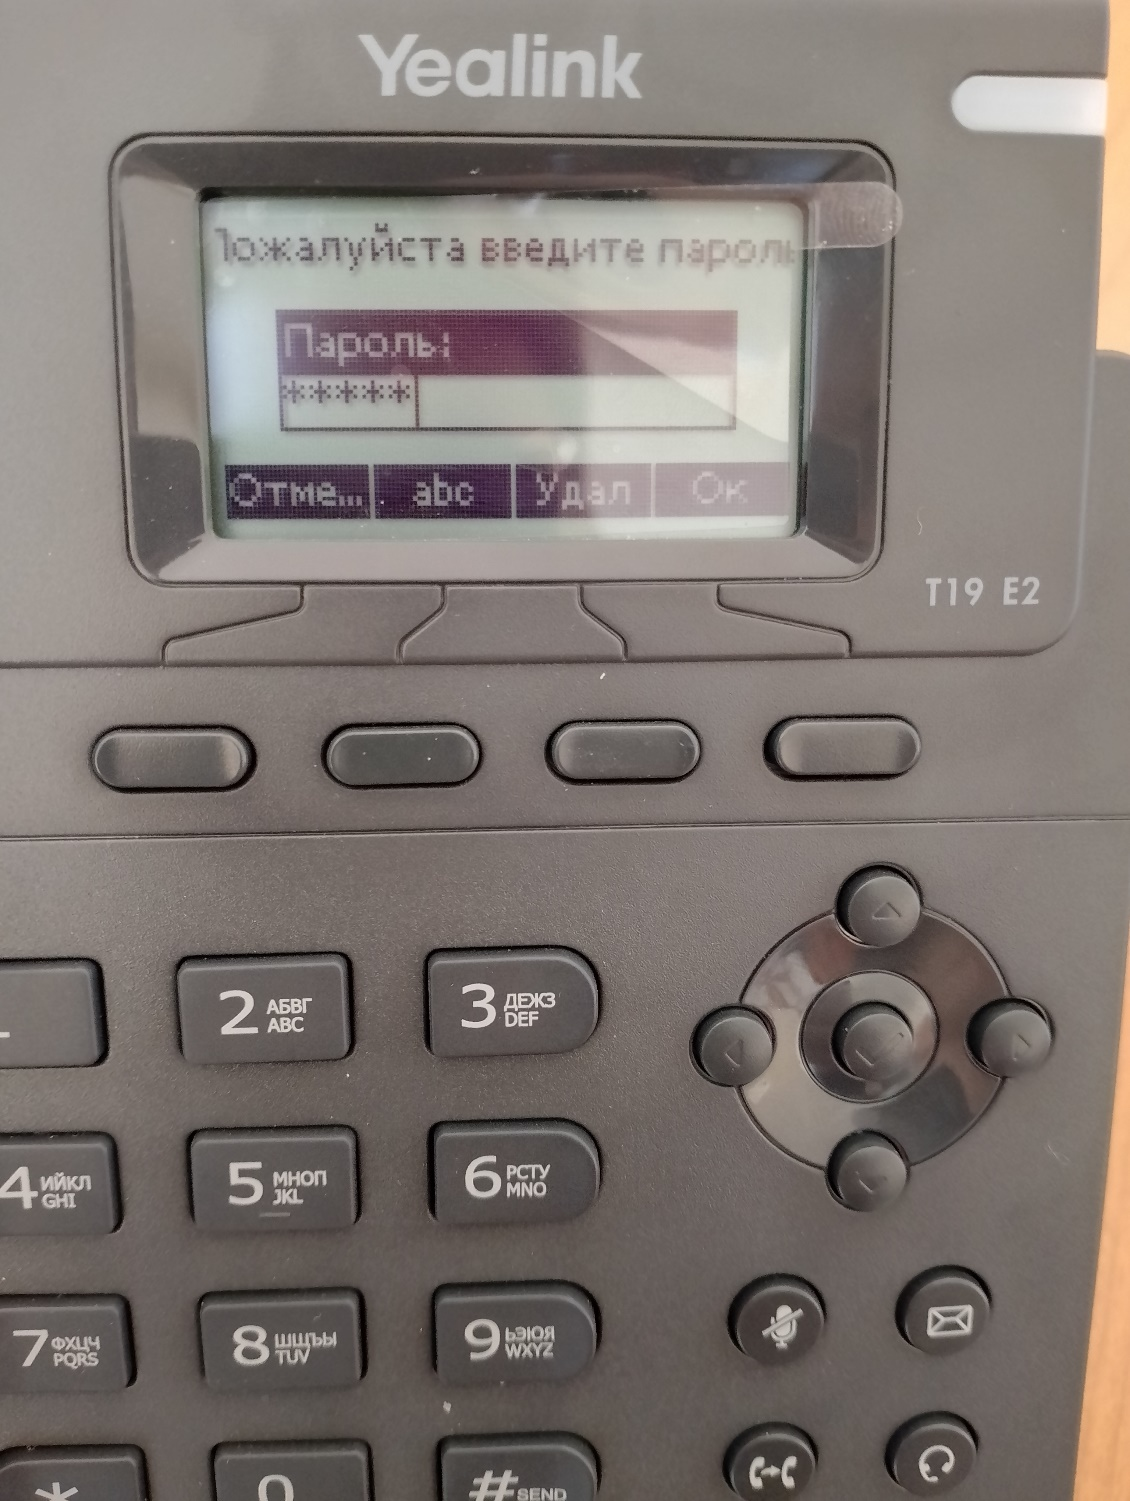 Yealink
Пожалуйста введите пароль
Пароль:
*****
Отме... abc Удал Ок
T19 E2
2 АБВГ ABC
3 ДЕЖЗ DEF
4 ИЙКЛ GHI
5 МНОП JKL
6 РСТУ MNO
7 ФХЦЧ PQRS
8 ШЩЪЫ TUV
9 ЬЭЮЯ WXYZ
*
0
# SEND